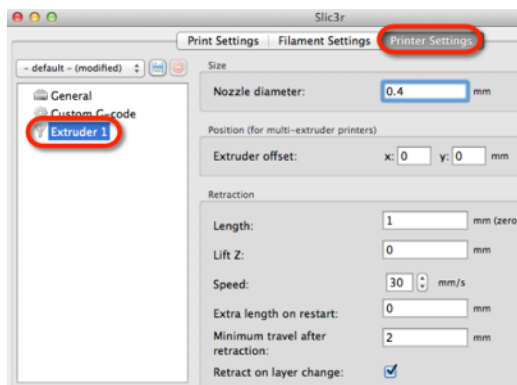 Slic3r
Print Settings Filament Settings Printer Settings
- default - (modified)
General
Custom G-code
Extruder 1
Size
Nozzle diameter: 0.4 mm
Position (for multi-extruder printers)
Extruder offset: x: 0 y: 0 mm
Retraction
Length: 1 mm (zero
Lift Z: 0 mm
Speed: 30 mm/s
Extra length on restart: 0 mm
Minimum travel after
retraction: 2 mm
Retract on layer change: